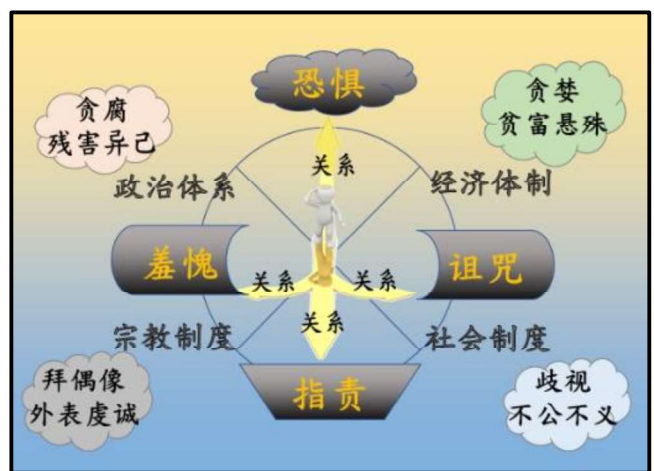 恐惧
贪腐
残害异己
贪婪
贫富悬殊
关系
政治体系
经济体制
羞愧
诅咒
关系
关系
关系
宗教制度
社会制度
拜偶像
外表虔诚
指责
歧视
不公不义